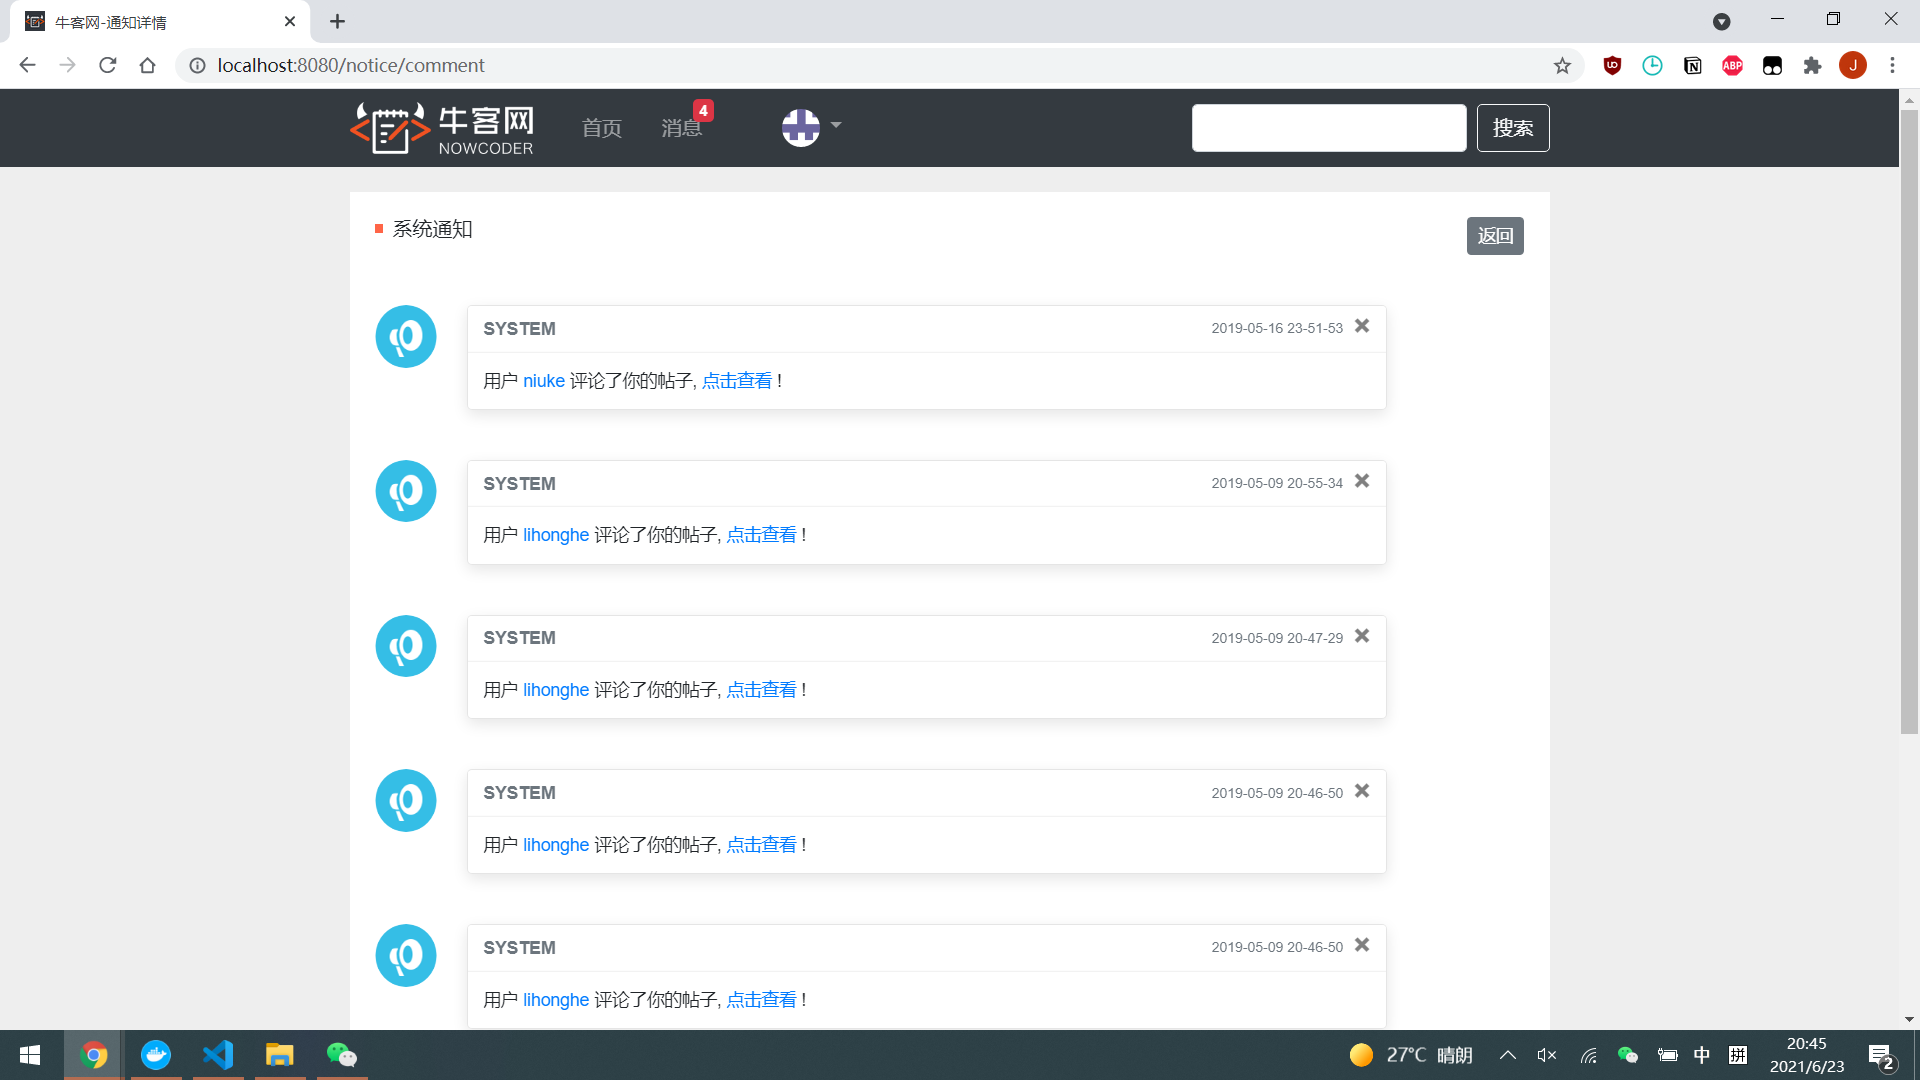 牛客网-通知详情
localhost:8080/notice/comment
J
牛客网
NOWCODER
首页
消息
4
搜索
系统通知
返回
SYSTEM
2019-05-16 23-51-53
用户 niuke 评论了你的帖子, 点击查看 !
SYSTEM
2019-05-09 20-55-34
用户 lihonghe 评论了你的帖子, 点击查看 !
SYSTEM
2019-05-09 20-47-29
用户 lihonghe 评论了你的帖子, 点击查看 !
SYSTEM
2019-05-09 20-46-50
用户 lihonghe 评论了你的帖子, 点击查看 !
SYSTEM
2019-05-09 20-46-50
用户 lihonghe 评论了你的帖子, 点击查看 !
27°C 晴朗
中
拼
20:45
2021/6/23
2
ABP